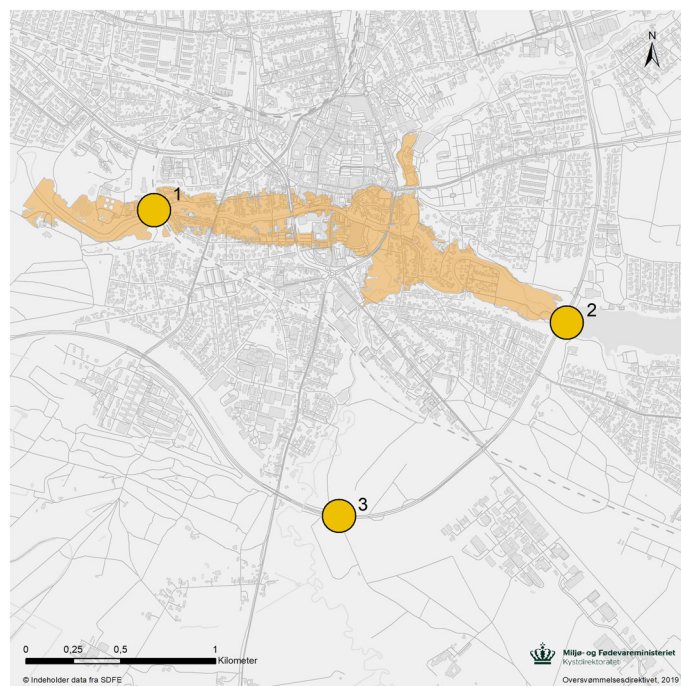 N
1
2
3
0 0,25 0,5 1
Kilometer
© Indeholder data fra SDFE
Miljø- og Fødevareministeriet
Kystdirektoratet
Oversvømmelsesdirektivet, 2019